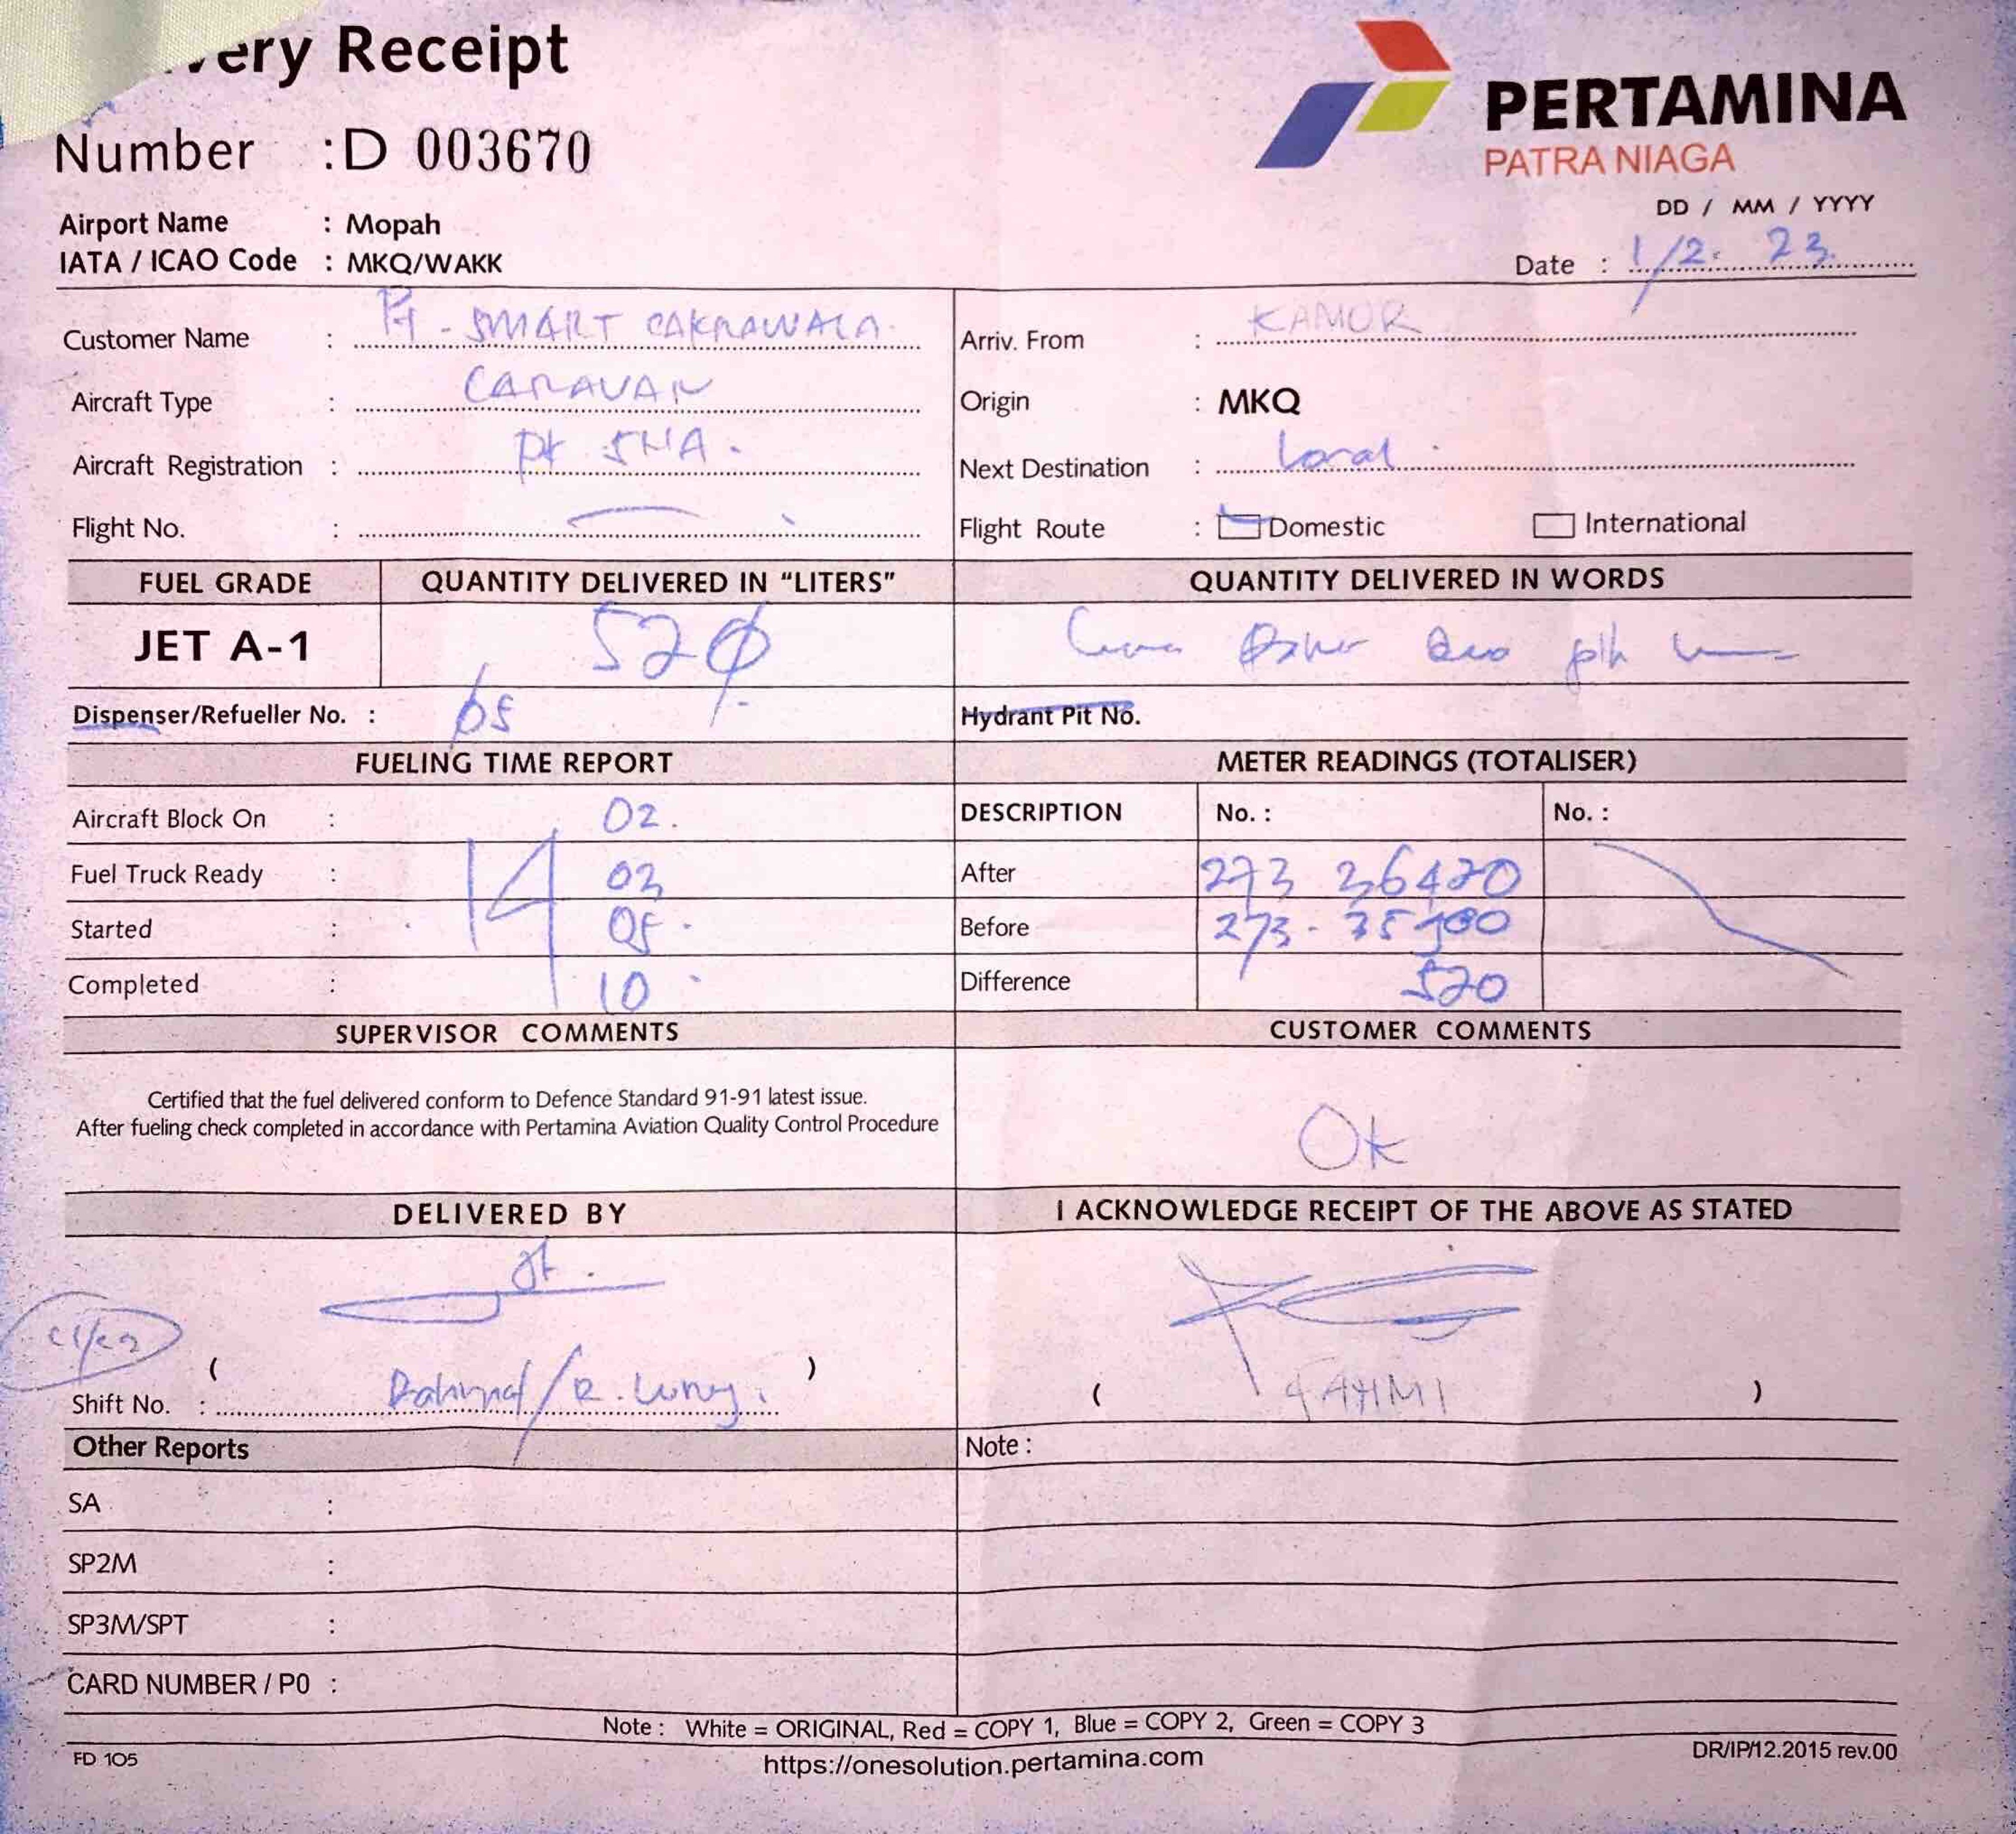 ery Receipt
PERTAMINA
PATRA NIAGA
Number : D 003670
DD / MM / YYYY
Airport Name : Mopah
IATA / ICAO Code : MKQ/WAKK
Date : 1/2. 23.
Customer Name : PT - SMART CAKRAWALA.
Arriv. From : KAMUR
Aircraft Type : CARAVAN
Origin : MKQ
Aircraft Registration : PK SNA.
Next Destination : Local
Flight No. :
Flight Route : Domestic International
FUEL GRADE QUANTITY DELIVERED IN "LITERS" QUANTITY DELIVERED IN WORDS
JET A-1 520 Lima Dua plh
Dispenser/Refueller No. : 05 Hydrant Pit No.
FUELING TIME REPORT METER READINGS (TOTALISER)
Aircraft Block On : 02. DESCRIPTION No. : No. :
Fuel Truck Ready : 14 03 After 273 36420
Started : 05. Before 273. 35900
Completed : 10 Difference 520
SUPERVISOR COMMENTS CUSTOMER COMMENTS
Certified that the fuel delivered conform to Defence Standard 91-91 latest issue.
After fueling check completed in accordance with Pertamina Aviation Quality Control Procedure
Ok
DELIVERED BY I ACKNOWLEDGE RECEIPT OF THE ABOVE AS STATED
( )
Shift No. :
( FAHMI )
Other Reports Note :
SA :
SP2M :
SP3M/SPT :
CARD NUMBER / P0 :
Note : White = ORIGINAL, Red = COPY 1, Blue = COPY 2, Green = COPY 3
FD 105 https://onesolution.pertamina.com DR/IP/12.2015 rev.00